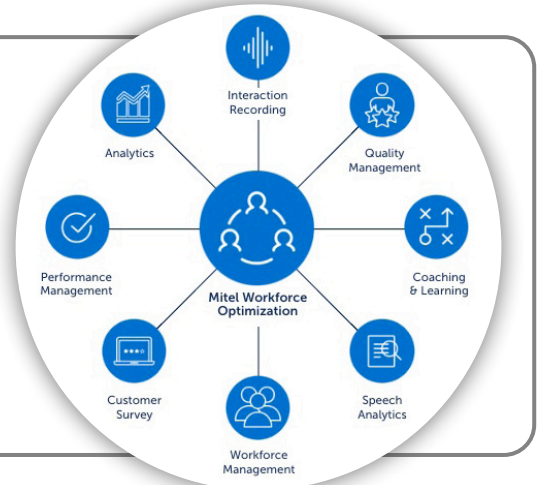 Interaction
Recording
Analytics
Quality
Management
Performance
Management
Mitel Workforce
Optimization
Coaching
& Learning
Customer
Survey
Speech
Analytics
Workforce
Management